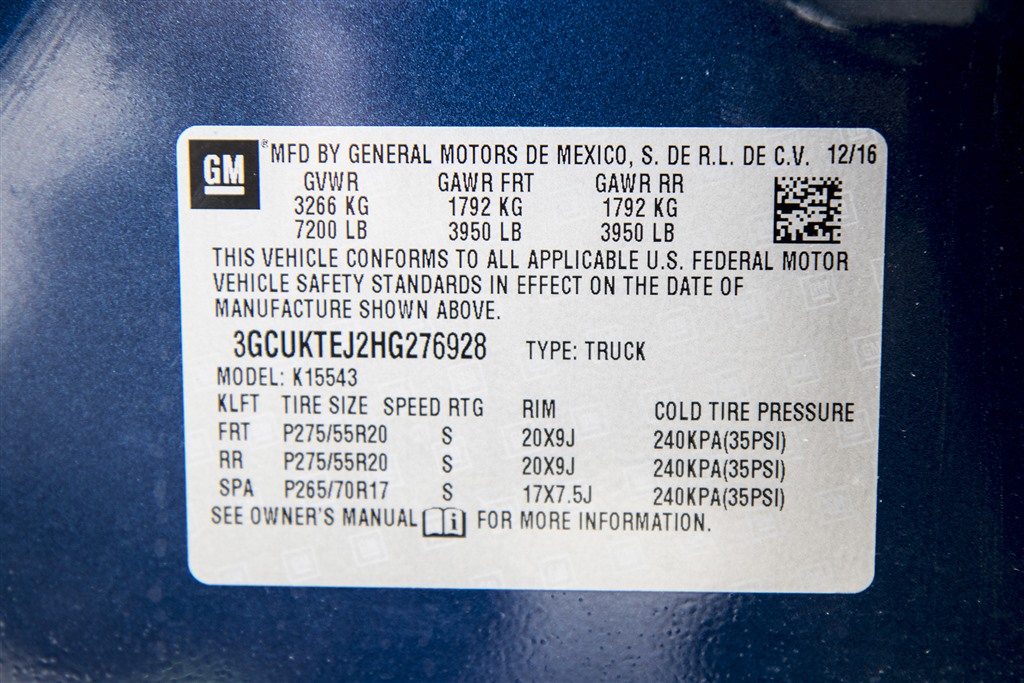 GM ® MFD BY GENERAL MOTORS DE MEXICO, S. DE R.L. DE C.V. 12/16
GVWR GAWR FRT GAWR RR
3266 KG 1792 KG 1792 KG
7200 LB 3950 LB 3950 LB
THIS VEHICLE CONFORMS TO ALL APPLICABLE U.S. FEDERAL MOTOR
VEHICLE SAFETY STANDARDS IN EFFECT ON THE DATE OF
MANUFACTURE SHOWN ABOVE.
3GCUKTEJ2HG276928 TYPE: TRUCK
MODEL: K15543
KLFT TIRE SIZE SPEED RTG RIM COLD TIRE PRESSURE
FRT P275/55R20 S 20X9J 240KPA(35PSI)
RR P275/55R20 S 20X9J 240KPA(35PSI)
SPA P265/70R17 S 17X7.5J 240KPA(35PSI)
SEE OWNER'S MANUAL i FOR MORE INFORMATION.